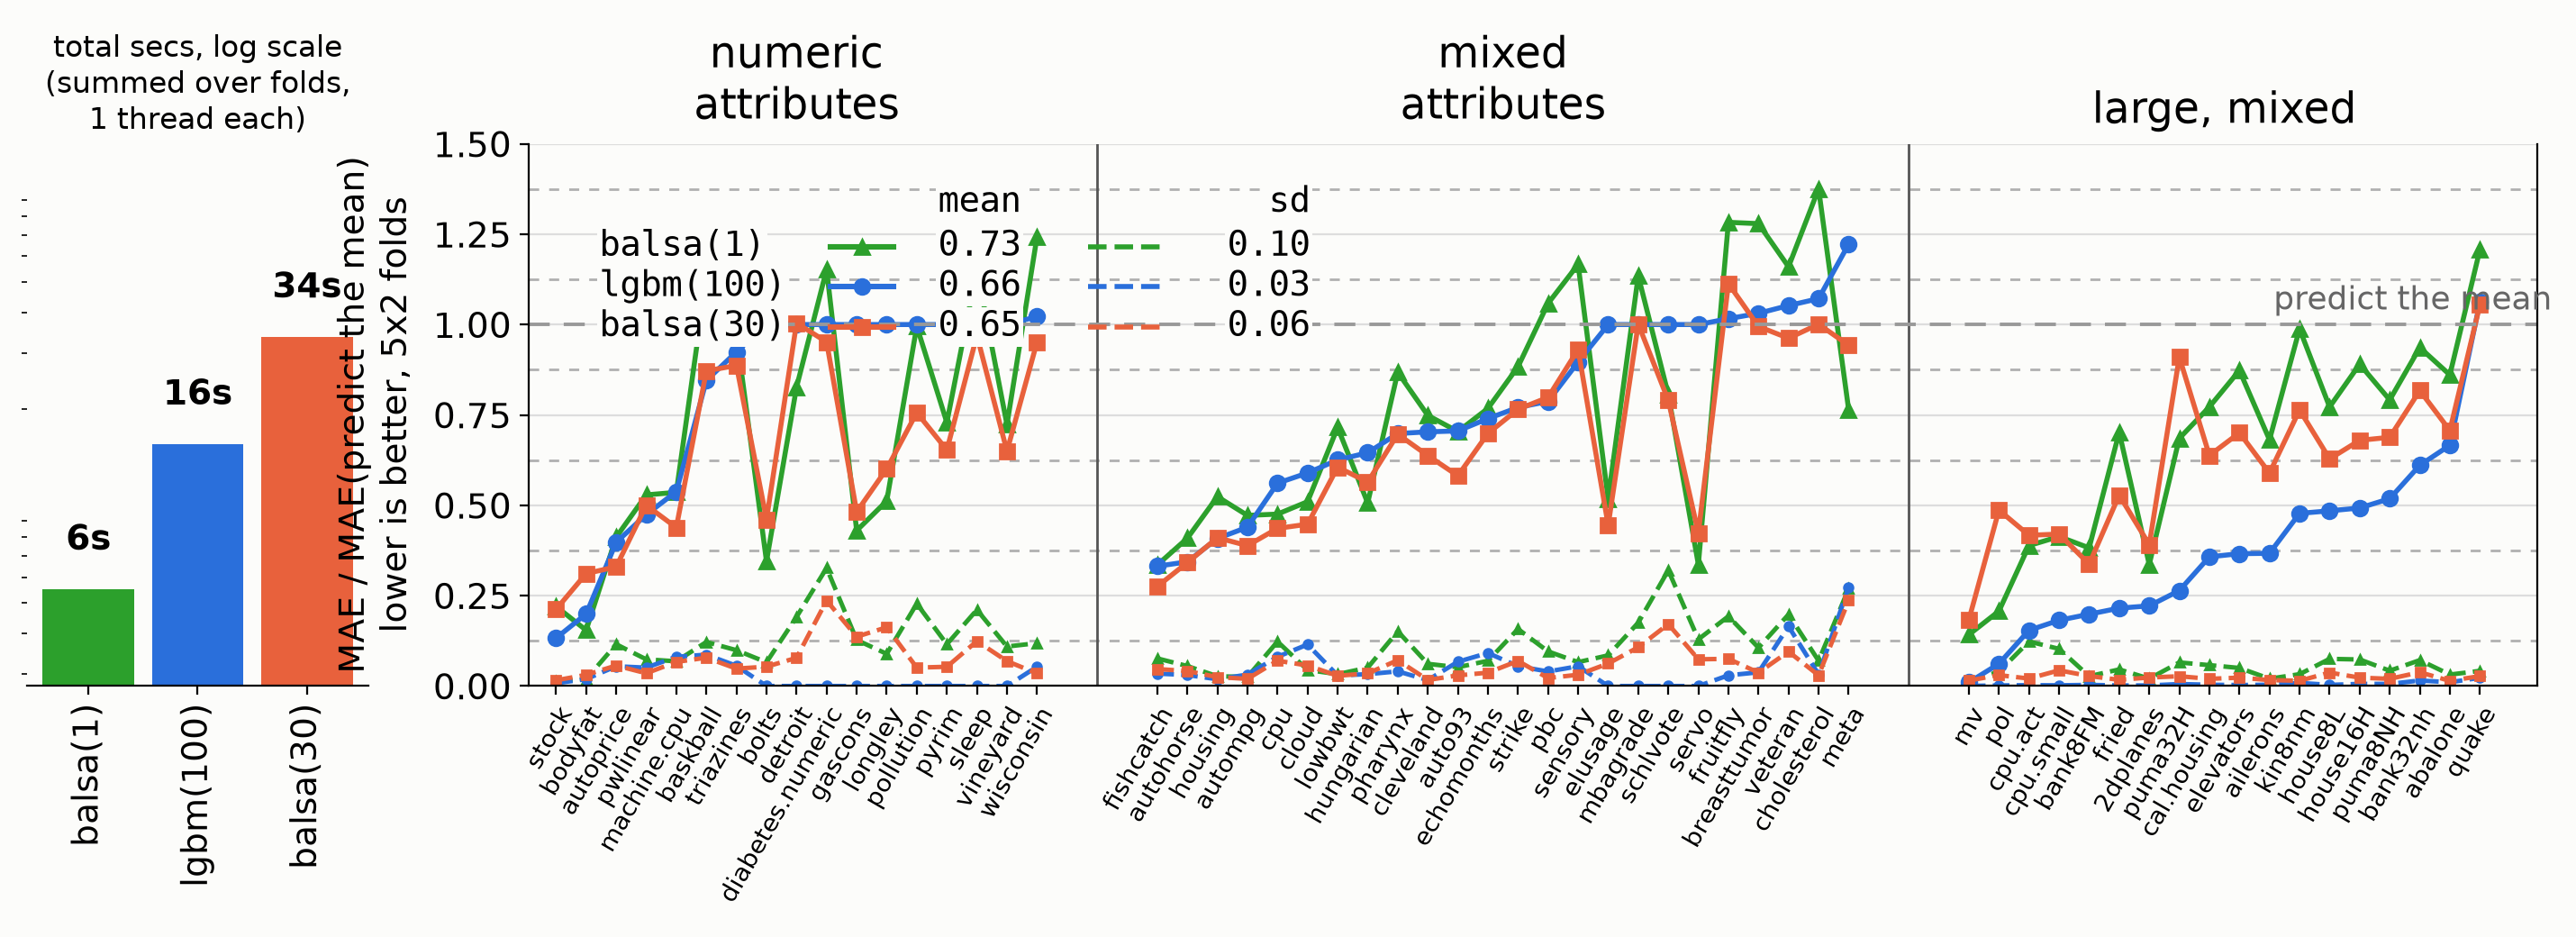 total secs, log scale
(summed over folds,
1 thread each)
6s
16s
34s
balsa(1)
lgbm(100)
balsa(30)
MAE / MAE(predict the mean)
lower is better, 5x2 folds
numeric
attributes
mixed
attributes
large, mixed
1.50
1.25
1.00
0.75
0.50
0.25
0.00
mean sd
balsa(1) 0.73 0.10
lgbm(100) 0.66 0.03
balsa(30) 0.65 0.06
predict the mean
stock
bodyfat
autoprice
pwlinear
machine.cpu
baskball
triazines
bolts
detroit
diabetes.numeric
gascons
longley
pollution
pyrim
sleep
vineyard
wisconsin
fishcatch
autohorse
housing
autompg
cpu
cloud
lowbwt
hungarian
pharynx
cleveland
auto93
echomonths
strike
pbc
sensory
elusage
mbagrade
schlvote
servo
fruitfly
breasttumor
veteran
cholesterol
meta
mv
pol
cpu.act
cpu.small
bank8FM
fried
2dplanes
puma32H
cal.housing
elevators
ailerons
kin8nm
house8L
house16H
puma8NH
bank32nh
abalone
quake